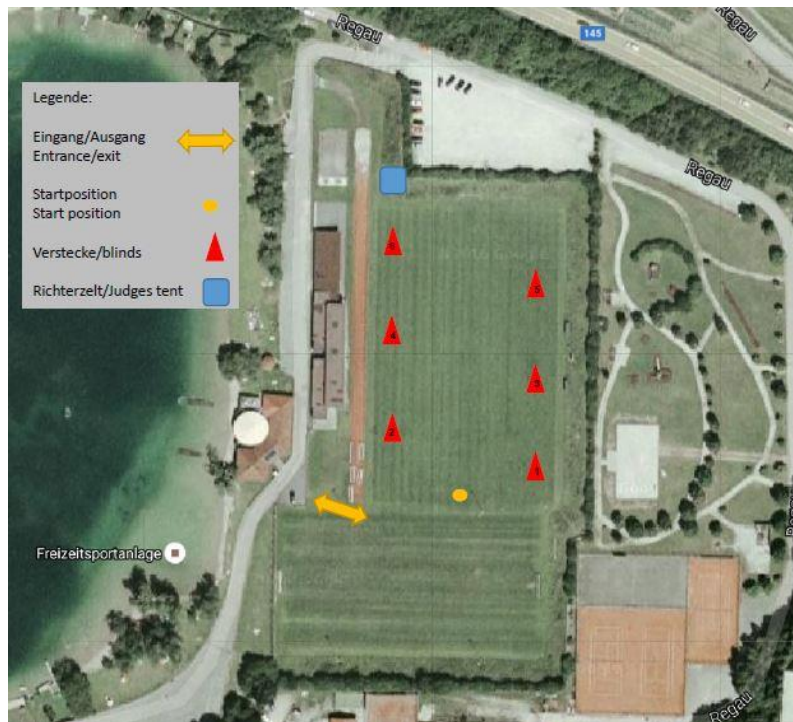 Regau
145
Regau
Legende:
Eingang/Ausgang
Entrance/exit
Startposition
Start position
Verstecke/blinds
Richterzelt/Judges tent
Regau
6
5
4
3
2
1
Freizeitsportanlage
Regau